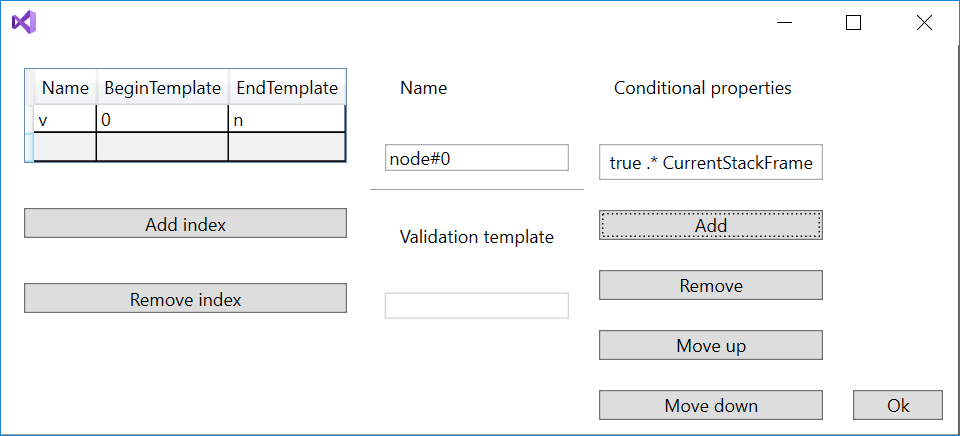 Name BeginTemplate EndTemplate
v 0 n
Add index
Remove index
Name
node#0
Validation template
Conditional properties
true .* CurrentStackFrame
Add
Remove
Move up
Move down
Ok